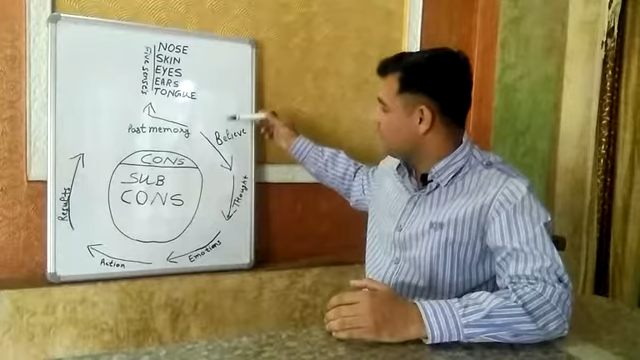 FIVE SENSES
NOSE
SKIN
EYES
EARS
TONGUE
Past memory
Believe
Thought
Emotions
Action
Results
CONS
SUB
CONS